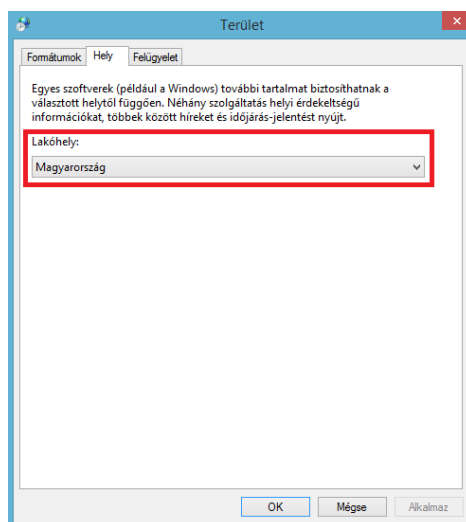 Terület
Formátumok Hely Felügyelet
Egyes szoftverek (például a Windows) további tartalmat biztosíthatnak a
választott helytől függően. Néhány szolgáltatás helyi érdekeltségű
információkat, többek között híreket és időjárás-jelentést nyújt.
Lakóhely:
Magyarország
OK Mégse Alkalmaz